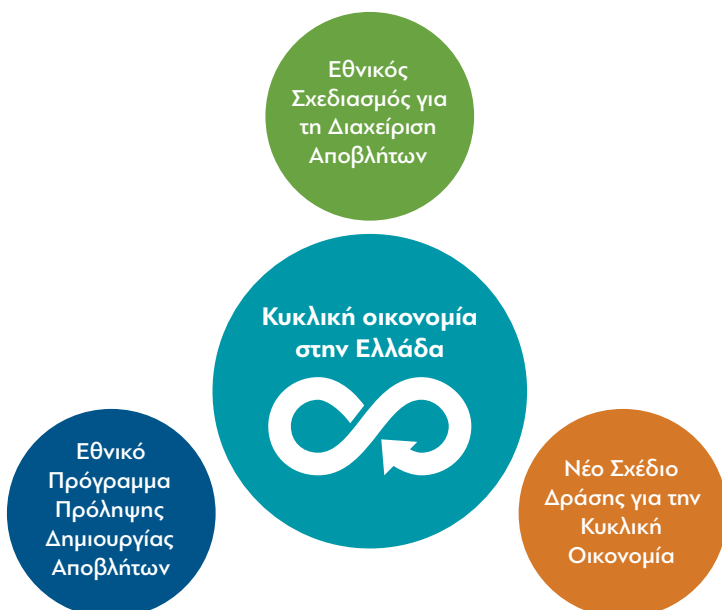 Εθνικός
Σχεδιασμός για
τη Διαχείριση
Αποβλήτων
Κυκλική οικονομία
στην Ελλάδα
Εθνικό
Πρόγραμμα
Πρόληψης
Δημιουργίας
Αποβλήτων
Νέο Σχέδιο
Δράσης για την
Κυκλική
Οικονομία